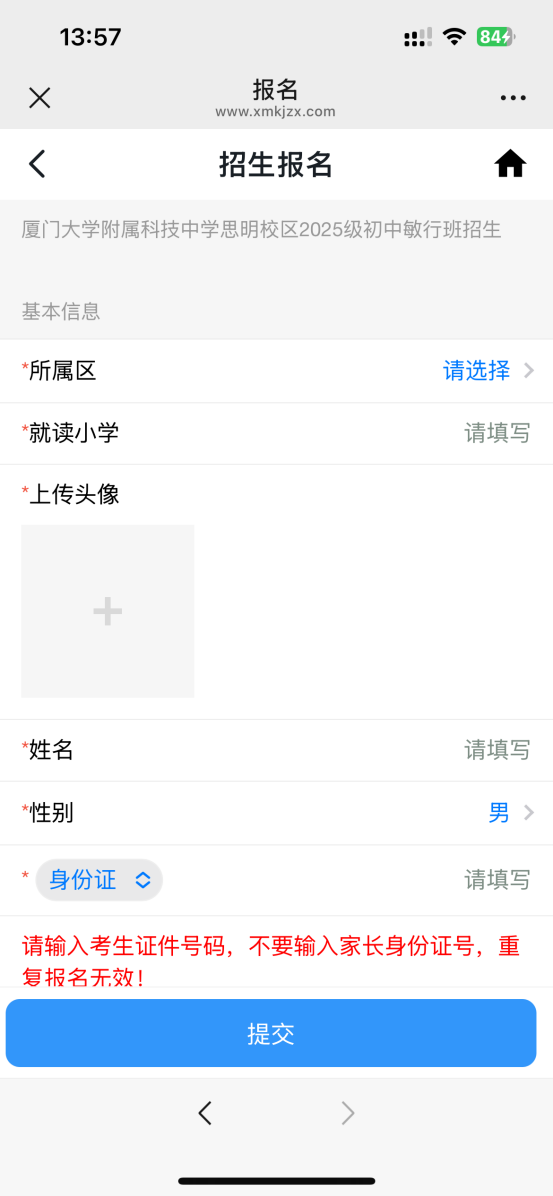 13:57
84
报名
www.xmkjzx.com
招生报名
厦门大学附属科技中学思明校区2025级初中敏行班招生
基本信息
*所属区 请选择
*就读小学 请填写
*上传头像
*姓名 请填写
*性别 男
* 身份证 请填写
请输入考生证件号码，不要输入家长身份证号，重
复报名无效！
提交